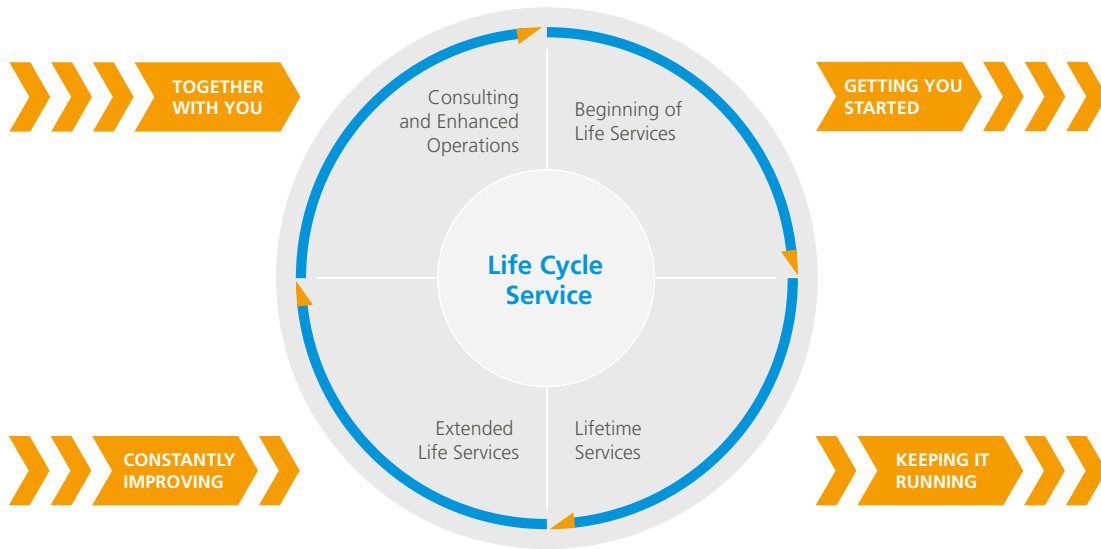 TOGETHER
WITH YOU
Consulting
and Enhanced
Operations
Beginning of
Life Services
GETTING YOU
STARTED
Life Cycle
Service
CONSTANTLY
IMPROVING
Extended
Life Services
Lifetime
Services
KEEPING IT
RUNNING